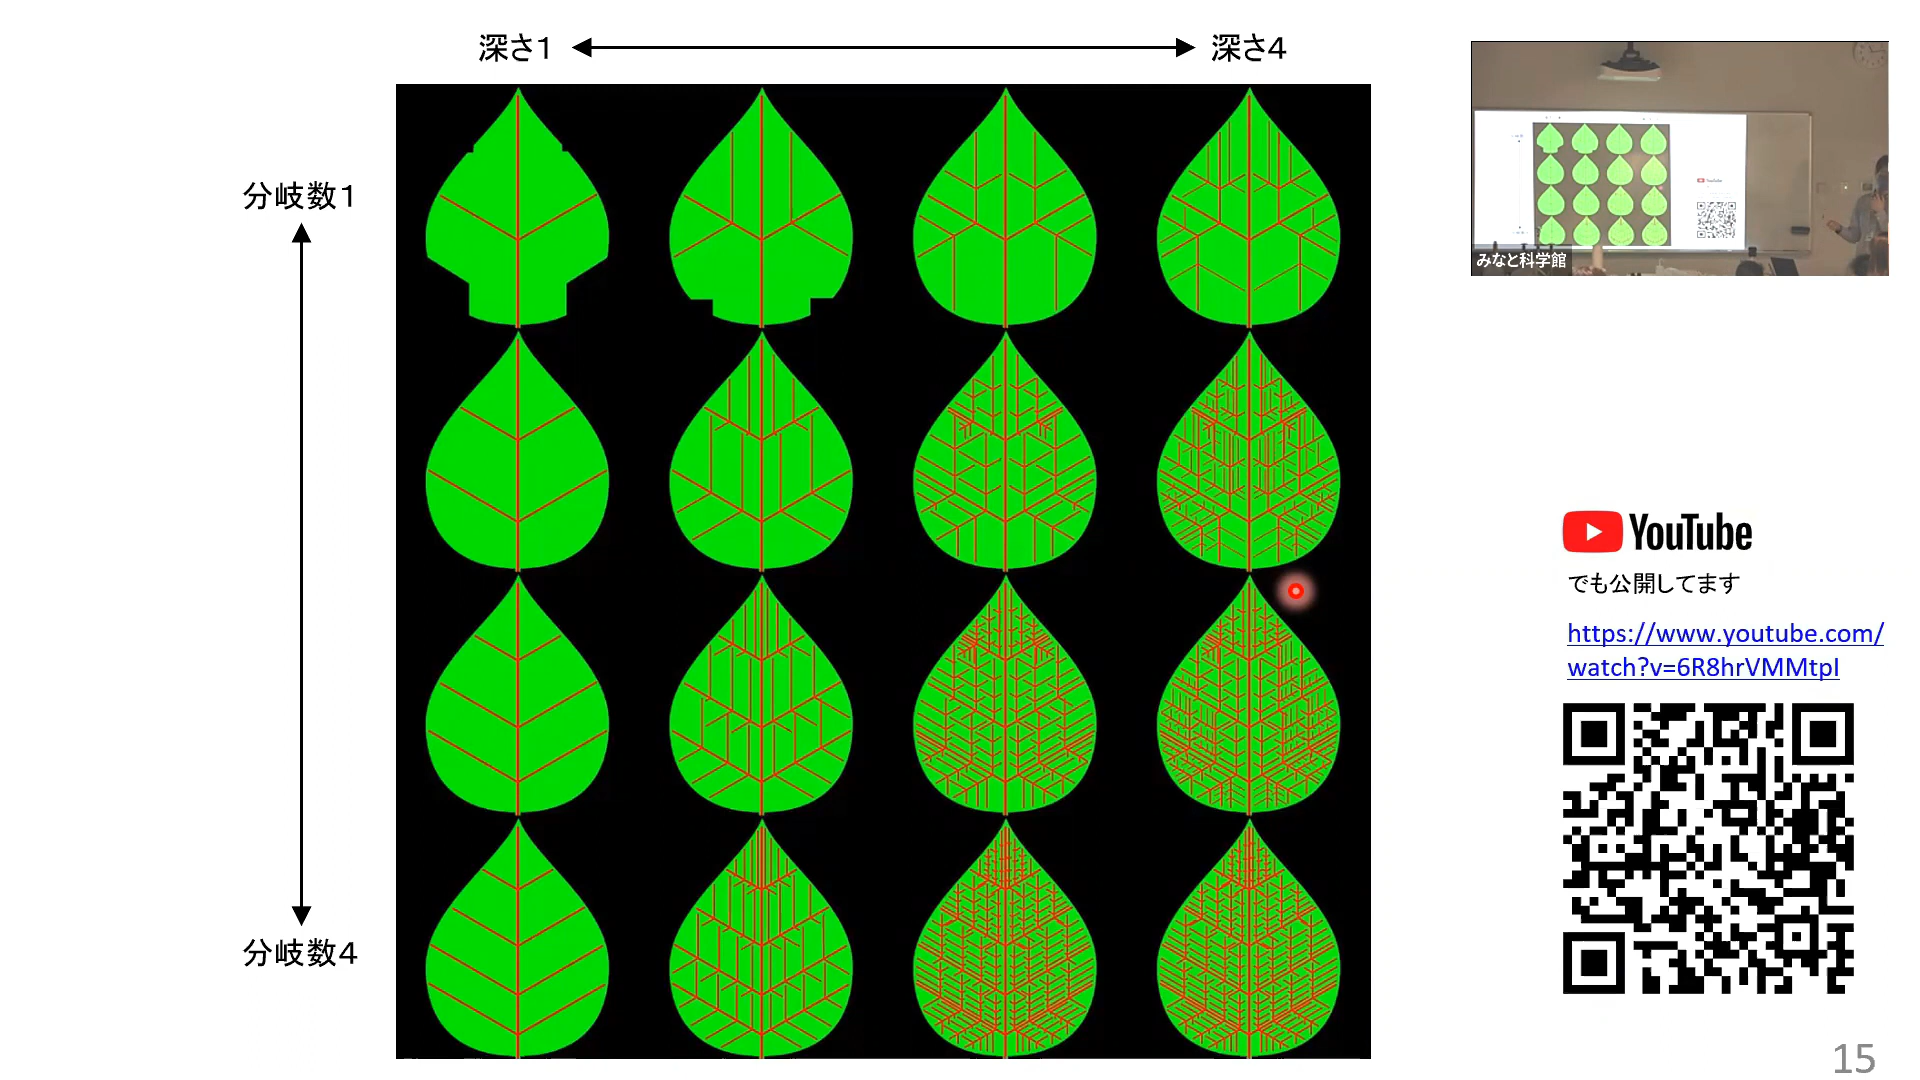 深さ1
深さ4
分岐数1
分岐数4
みなと科学館
YouTube
でも公開してます
https://www.youtube.com/
watch?v=6R8hrVMMtpI
15